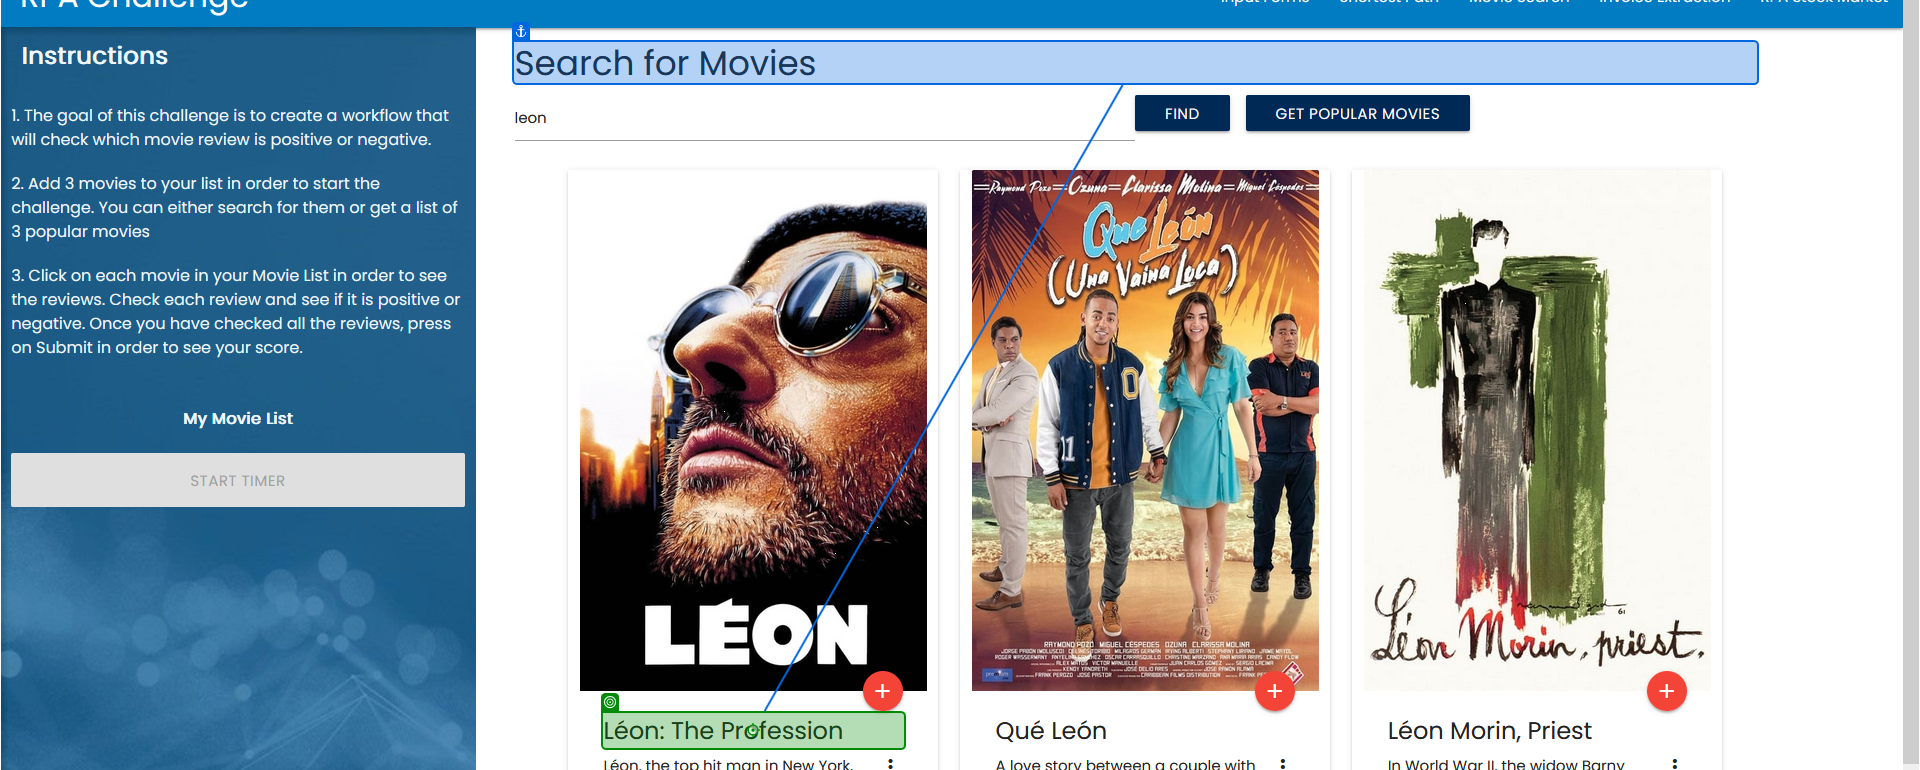 RPA Challenge
Input Forms Shortest Path Movie Search Invoice Extraction RPA Stock Market
Instructions
1. The goal of this challenge is to create a workflow that
will check which movie review is positive or negative.
2. Add 3 movies to your list in order to start the
challenge. You can either search for them or get a list of
3 popular movies
3. Click on each movie in your Movie List in order to see
the reviews. Check each review and see if it is positive or
negative. Once you have checked all the reviews, press
on Submit in order to see your score.
My Movie List
START TIMER
Search for Movies
leon
FIND
GET POPULAR MOVIES
LÉON
Léon: The Profession
Léon, the top hit man in New York,
Raymond Pozo Ozuna Clarissa Molina Miguel Céspedes
Qué León
(Una Vaina Loca)
RAYMOND POZO MIGUEL CESPEDES OZUNA CLARISSA MOLINA
Qué León
A love story between a couple with
61
Léon Morin, priest.
Léon Morin, Priest
In World War II, the widow Barny